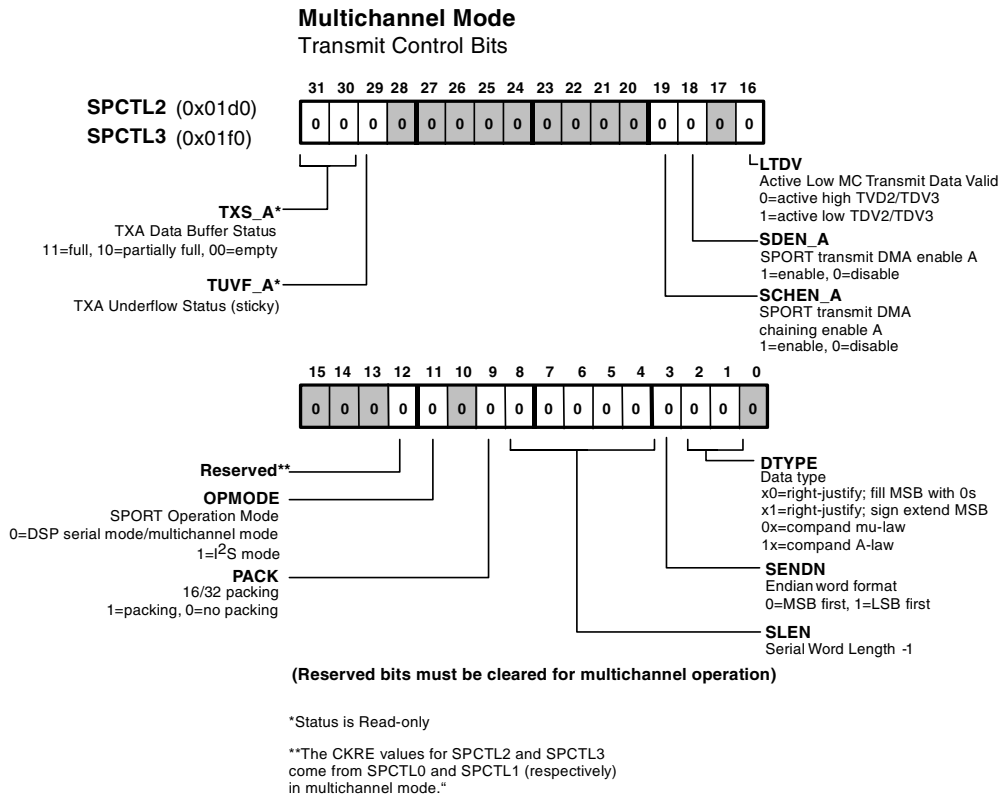 Multichannel Mode
Transmit Control Bits
31 30 29 28 27 26 25 24 23 22 21 20 19 18 17 16
SPCTL2 (0x01d0)
SPCTL3 (0x01f0)
0 0 0 0 0 0 0 0 0 0 0 0 0 0 0 0
LTDV
Active Low MC Transmit Data Valid
0=active high TVD2/TDV3
1=active low TDV2/TDV3
TXS_A*
TXA Data Buffer Status
11=full, 10=partially full, 00=empty
SDEN_A
SPORT transmit DMA enable A
1=enable, 0=disable
TUVF_A*
TXA Underflow Status (sticky)
SCHEN_A
SPORT transmit DMA
chaining enable A
1=enable, 0=disable
15 14 13 12 11 10 9 8 7 6 5 4 3 2 1 0
0 0 0 0 0 0 0 0 0 0 0 0 0 0 0 0
Reserved**
OPMODE
SPORT Operation Mode
0=DSP serial mode/multichannel mode
1=I2S mode
PACK
16/32 packing
1=packing, 0=no packing
DTYPE
Data type
x0=right-justify; fill MSB with 0s
x1=right-justify; sign extend MSB
0x=compand mu-law
1x=compand A-law
SENDN
Endian word format
0=MSB first, 1=LSB first
SLEN
Serial Word Length -1
(Reserved bits must be cleared for multichannel operation)
*Status is Read-only
**The CKRE values for SPCTL2 and SPCTL3
come from SPCTL0 and SPCTL1 (respectively)
in multichannel mode.“